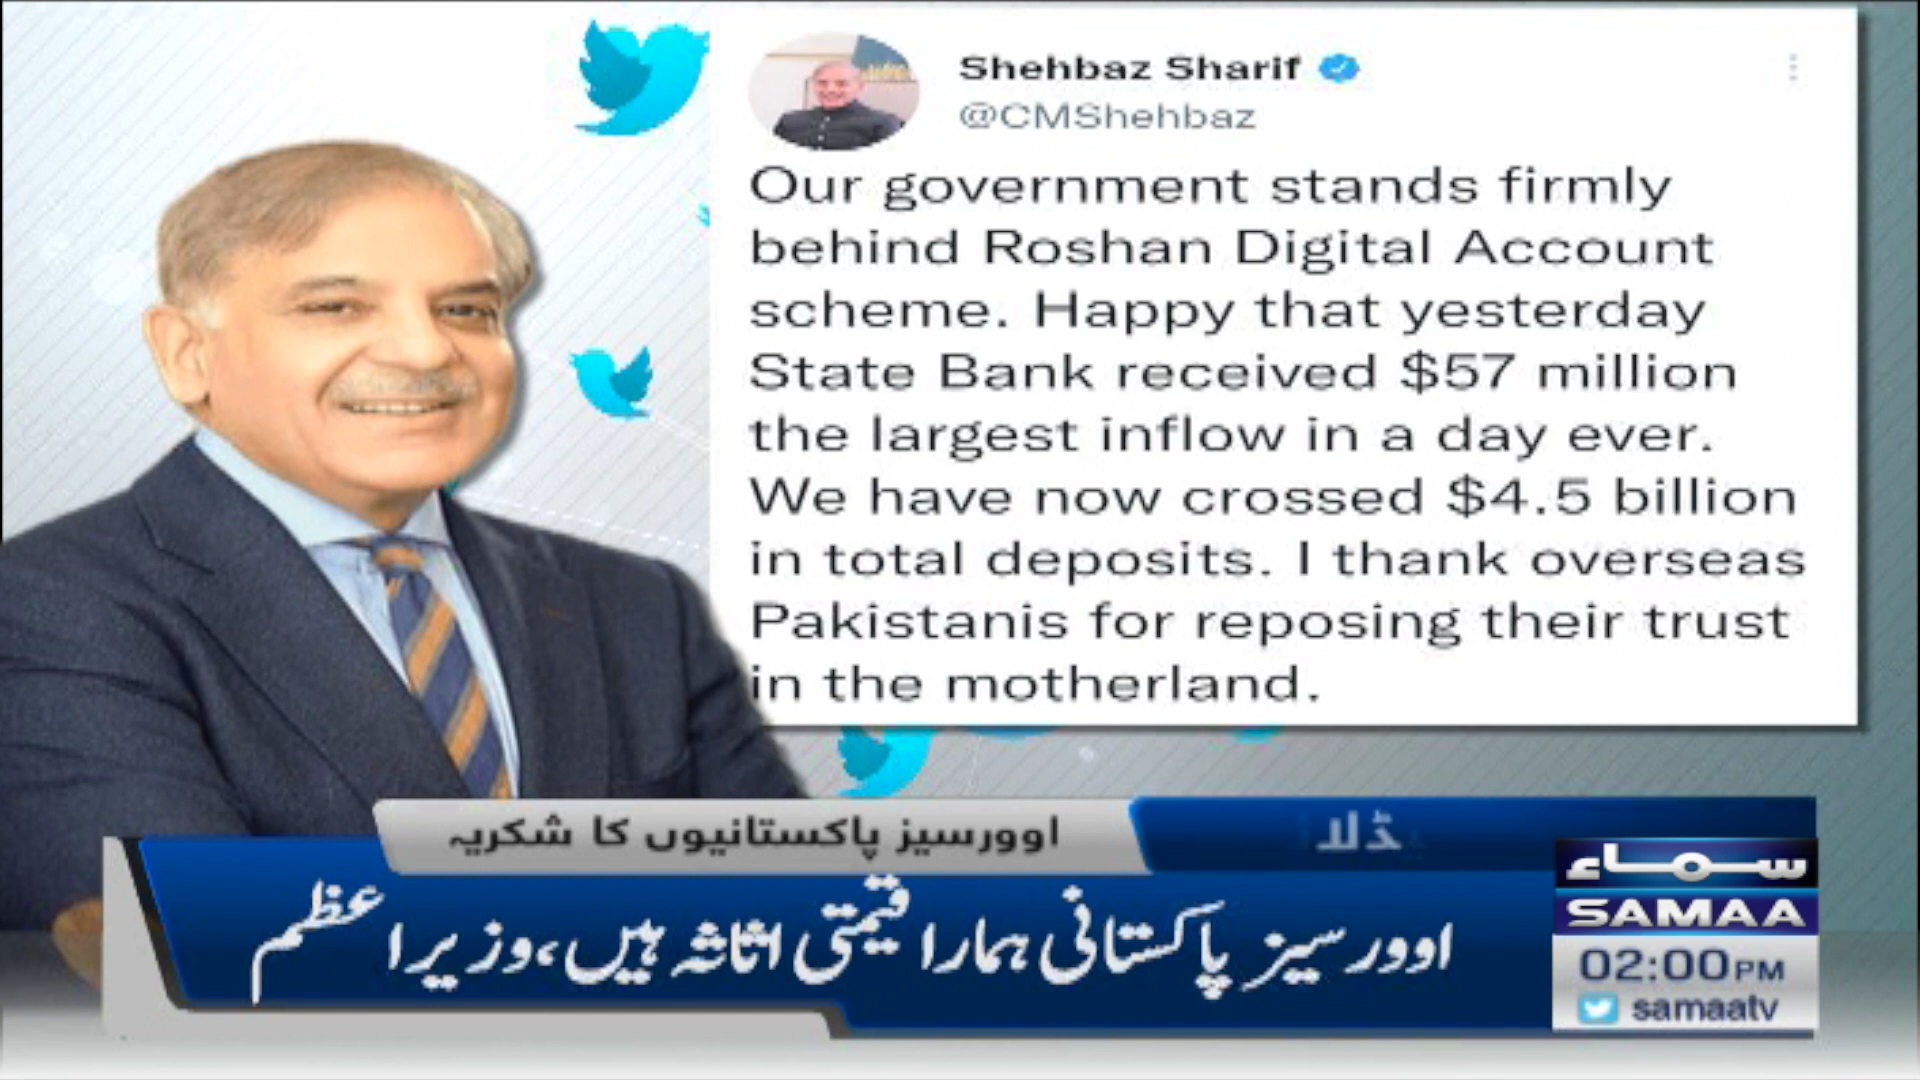 Shehbaz Sharif
@CMShehbaz
Our government stands firmly
behind Roshan Digital Account
scheme. Happy that yesterday
State Bank received $57 million
the largest inflow in a day ever.
We have now crossed $4.5 billion
in total deposits. I thank overseas
Pakistanis for reposing their trust
in the motherland.
اوورسیز پاکستانیوں کا شکریہ
اوورسیز پاکستانی ہمارا قیمتی اثاثہ ہیں،وزیراعظم
سماء
SAMAA
02:00PM
samaatv